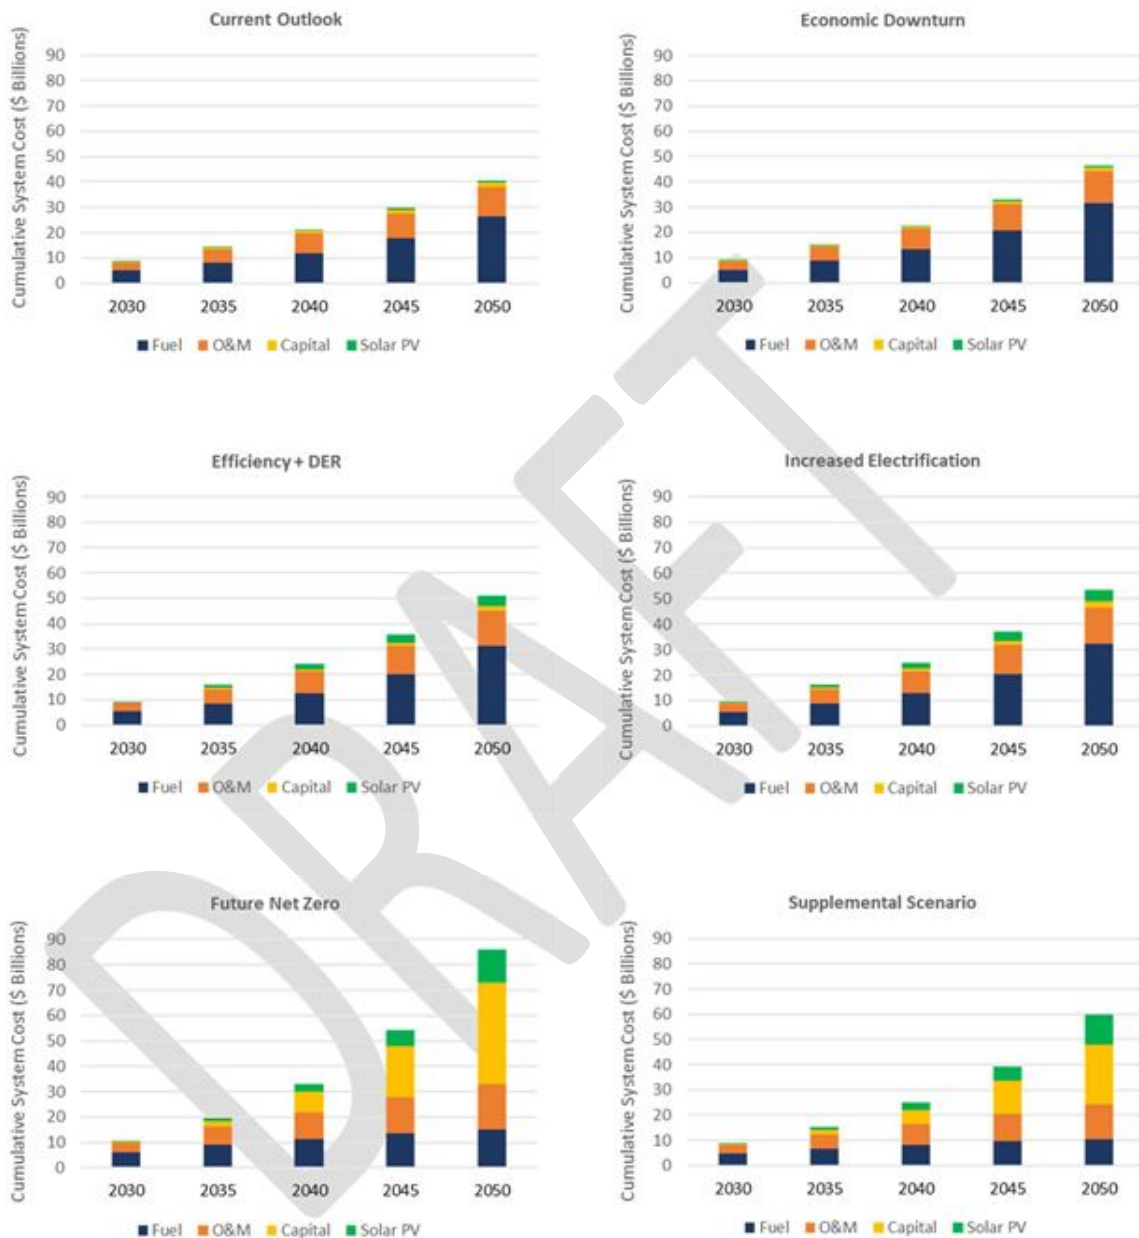 Current Outlook
Cumulative System Cost ($ Billions)
90
80
70
60
50
40
30
20
10
0
2030 2035 2040 2045 2050
Fuel O&M Capital Solar PV
Economic Downturn
Cumulative System Cost ($ Billions)
90
80
70
60
50
40
30
20
10
0
2030 2035 2040 2045 2050
Fuel O&M Capital Solar PV
Efficiency + DER
Cumulative System Cost ($ Billions)
90
80
70
60
50
40
30
20
10
0
2030 2035 2040 2045 2050
Fuel O&M Capital Solar PV
Increased Electrification
Cumulative System Cost ($ Billions)
90
80
70
60
50
40
30
20
10
0
2030 2035 2040 2045 2050
Fuel O&M Capital Solar PV
Future Net Zero
Cumulative System Cost ($ Billions)
90
80
70
60
50
40
30
20
10
0
2030 2035 2040 2045 2050
Fuel O&M Capital Solar PV
Supplemental Scenario
Cumulative System Cost ($ Billions)
90
80
70
60
50
40
30
20
10
0
2030 2035 2040 2045 2050
Fuel O&M Capital Solar PV
DRAFT